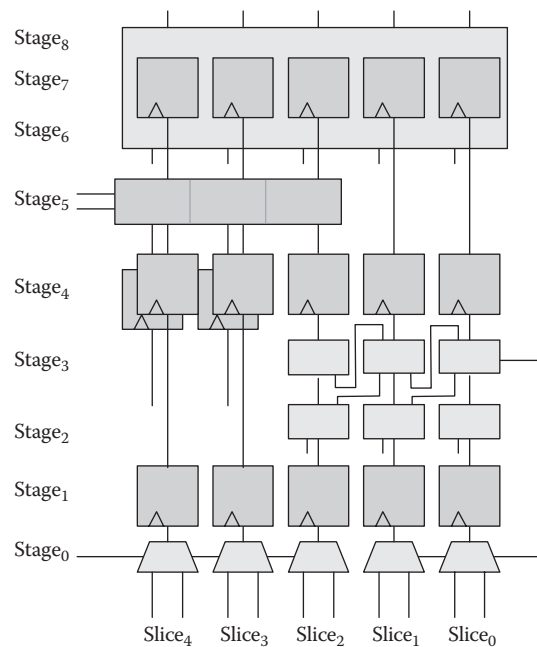 Stage₈
Stage₇
Stage₆
Stage₅
Stage₄
Stage₃
Stage₂
Stage₁
Stage₀
Slice₄ Slice₃ Slice₂ Slice₁ Slice₀